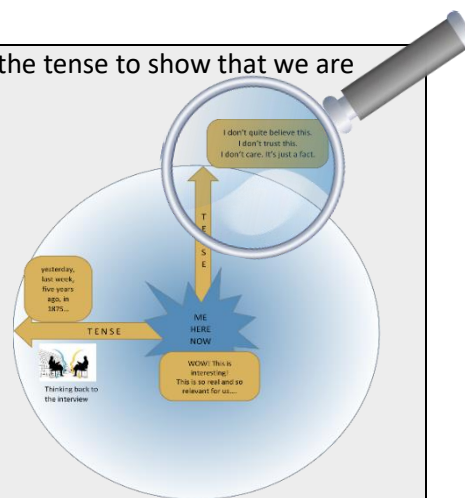 the tense to show that we are
I don't quite believe this.
I don't trust this.
I don't care. It's just a fact.
T
E
S
E
yesterday,
last week,
five years
ago, in
1875...
TENSE
ME
HERE
NOW
Thinking back to
the interview
WOW! This is
interesting!
This is so real and so
relevant for us....